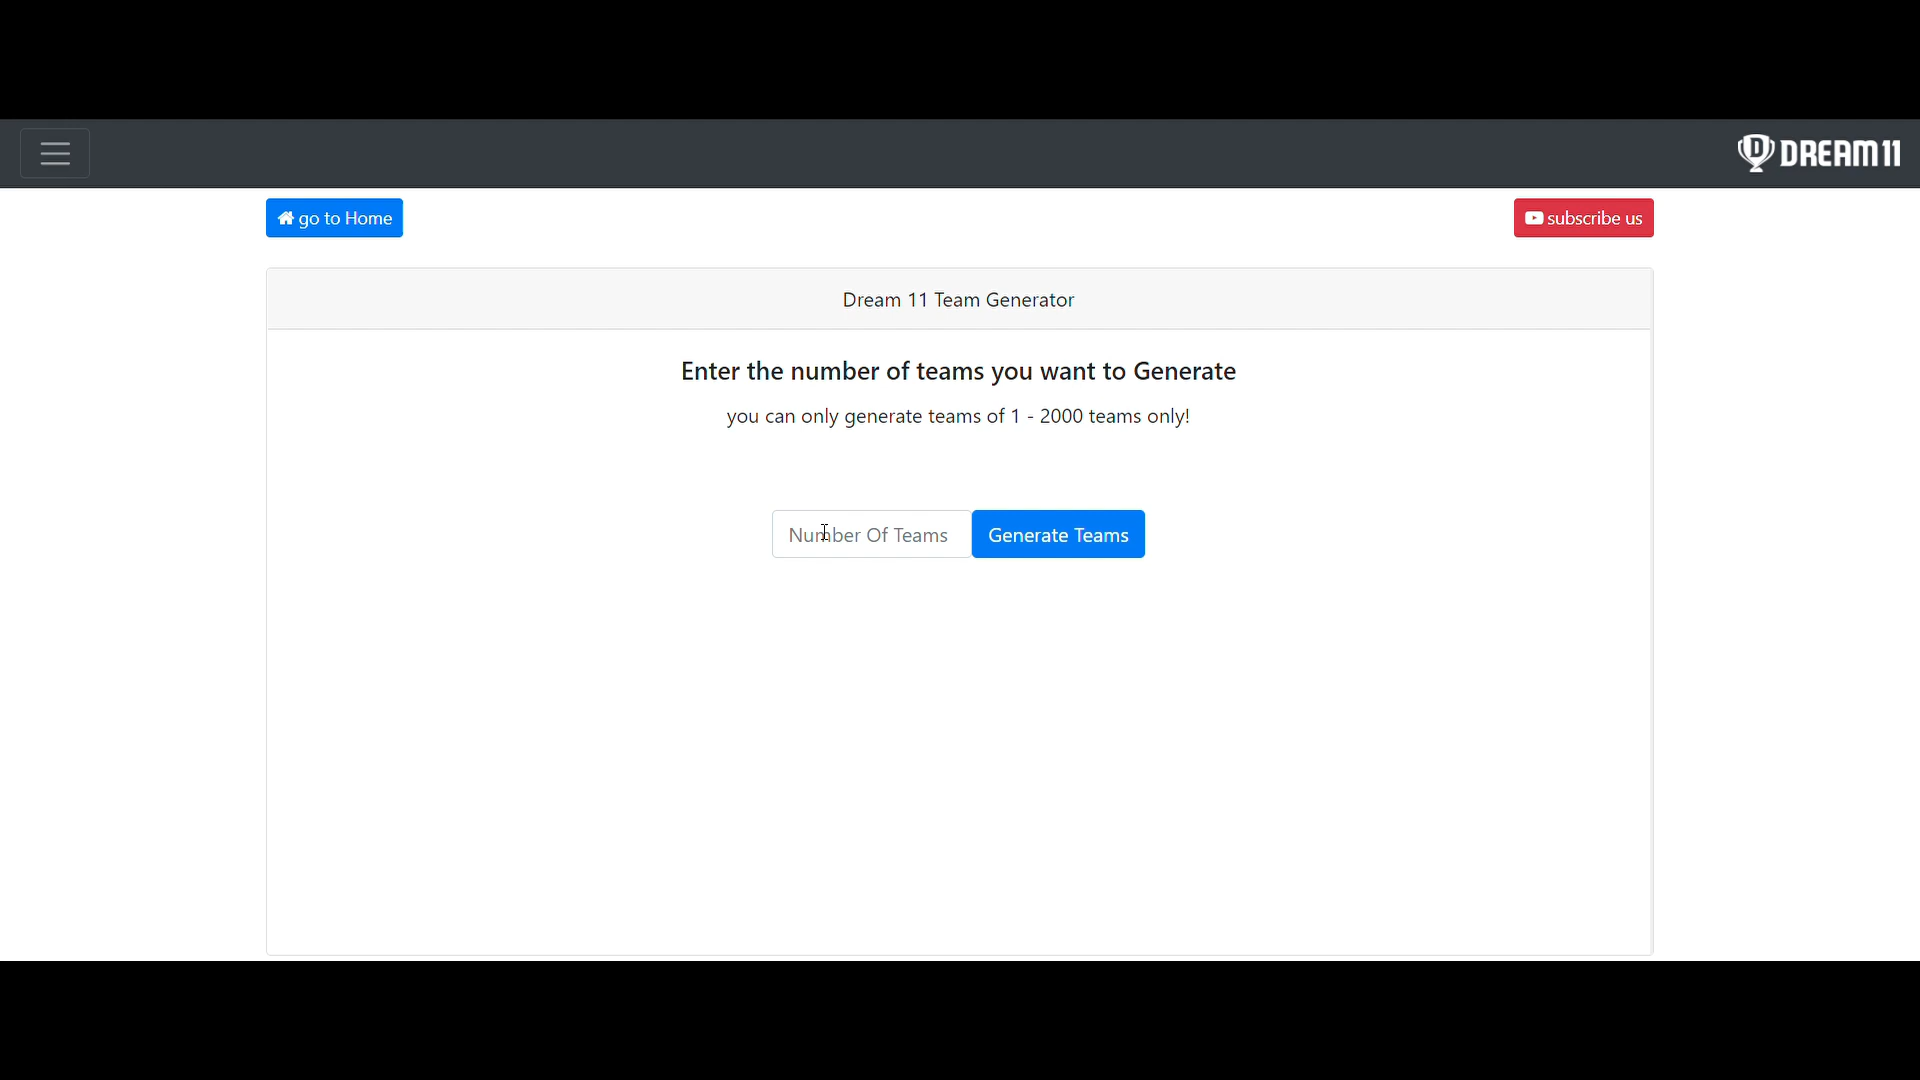 DREAM11
go to Home
subscribe us
Dream 11 Team Generator
Enter the number of teams you want to Generate
you can only generate teams of 1 - 2000 teams only!
Number Of Teams
Generate Teams